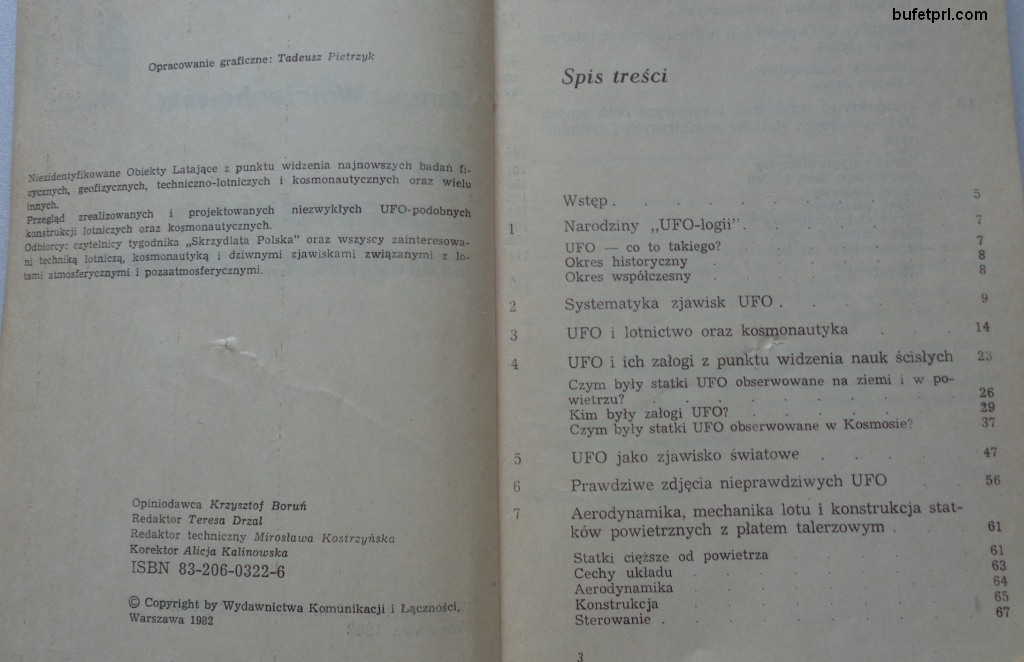 bufetprl.com
Opracowanie graficzne: Tadeusz Pietrzyk
Niezidentyfikowane Obiekty Latające z punktu widzenia najnowszych badań fi-
zycznych, geofizycznych, techniczno-lotniczych i kosmonautycznych oraz wielu
innych.
Przegląd zrealizowanych i projektowanych niezwykłych UFO-podobnych
konstrukcji lotniczych oraz kosmonautycznych.
Odbiorcy: czytelnicy tygodnika „Skrzydlata Polska" oraz wszyscy zainteresowa-
ni techniką lotniczą, kosmonautyką i dziwnymi zjawiskami związanymi z lo-
tami atmosferycznymi i pozaatmosferycznymi.
Opiniodawca Krzysztof Boruń
Redaktor Teresa Drzal
Redaktor techniczny Mirosława Kostrzyńska
Korektor Alicja Kalinowska
ISBN 83-206-0322-6
© Copyright by Wydawnictwa Komunikacji i Łączności,
Warszawa 1982
Spis treści
Wstęp . . . . . . . . . 5
1 Narodziny „UFO-logii" . . . . . . 7
UFO — co to takiego? 7
Okres historyczny . . . . . . . 8
Okres współczesny . . . . . . . 8
2 Systematyka zjawisk UFO . . . . . 9
3 UFO i lotnictwo oraz kosmonautyka . . . 14
4 UFO i ich załogi z punktu widzenia nauk ścisłych 23
Czym były statki UFO obserwowane na ziemi i w po-
wietrzu? . . . . . . . . 26
Kim były załogi UFO? . . . . . . 29
Czym były statki UFO obserwowane w Kosmosie? 37
5 UFO jako zjawisko światowe . . . . 47
6 Prawdziwe zdjęcia nieprawdziwych UFO . . 56
7 Aerodynamika, mechanika lotu i konstrukcja stat-
ków powietrznych z płatem talerzowym . . 61
Statki cięższe od powietrza . . . . . 61
Cechy układu . . . . . . . 63
Aerodynamika . . . . . . . 64
Konstrukcja . . . . . . . 65
Sterowanie . . . . . . . . 67
3